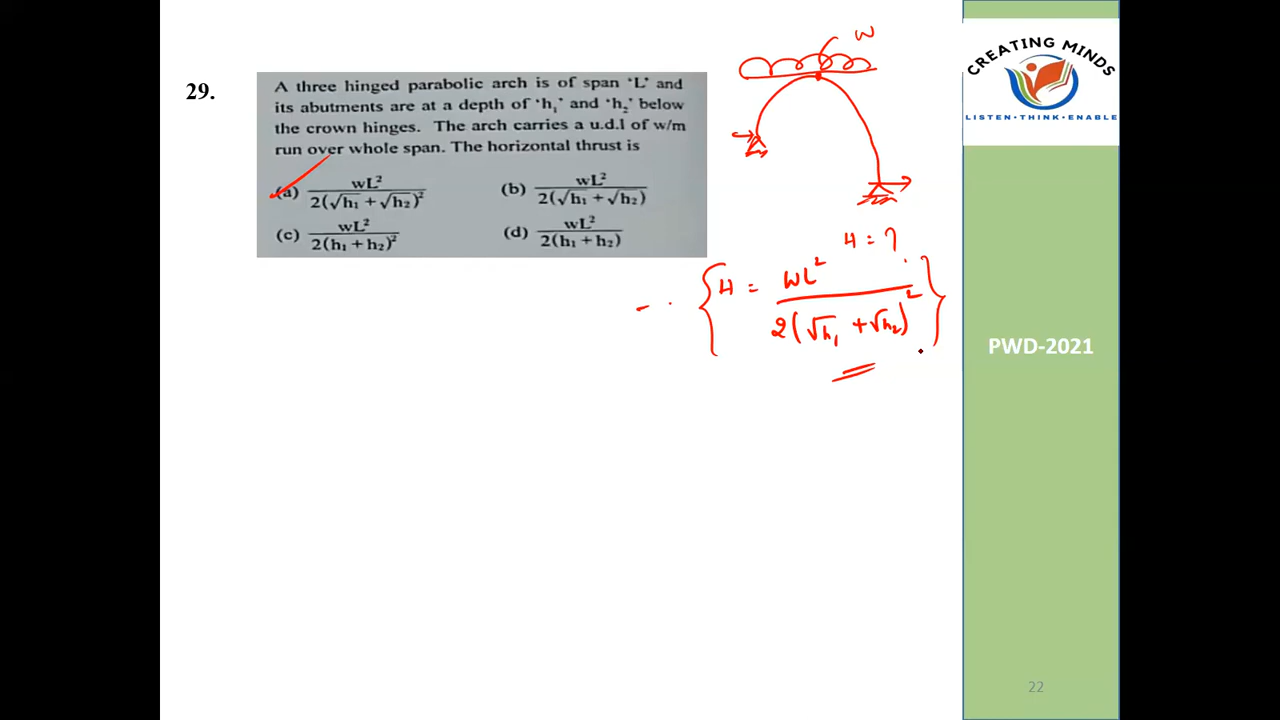 29.
A three hinged parabolic arch is of span 'L' and
its abutments are at a depth of 'h₁' and 'h₂' below
the crown hinges. The arch carries a u.d.l of w/m
run over whole span. The horizontal thrust is
(a) wL²/2(√h₁ + √h₂)²
(b) wL²/2(√h₁ + √h₂)
(c) wL²/2(h₁ + h₂)²
(d) wL²/2(h₁ + h₂)
W
H = ?
{H = WL²/2(√h₁ + √h₂)²}
CREATING MINDS
LISTEN•THINK•ENABLE
PWD-2021
22